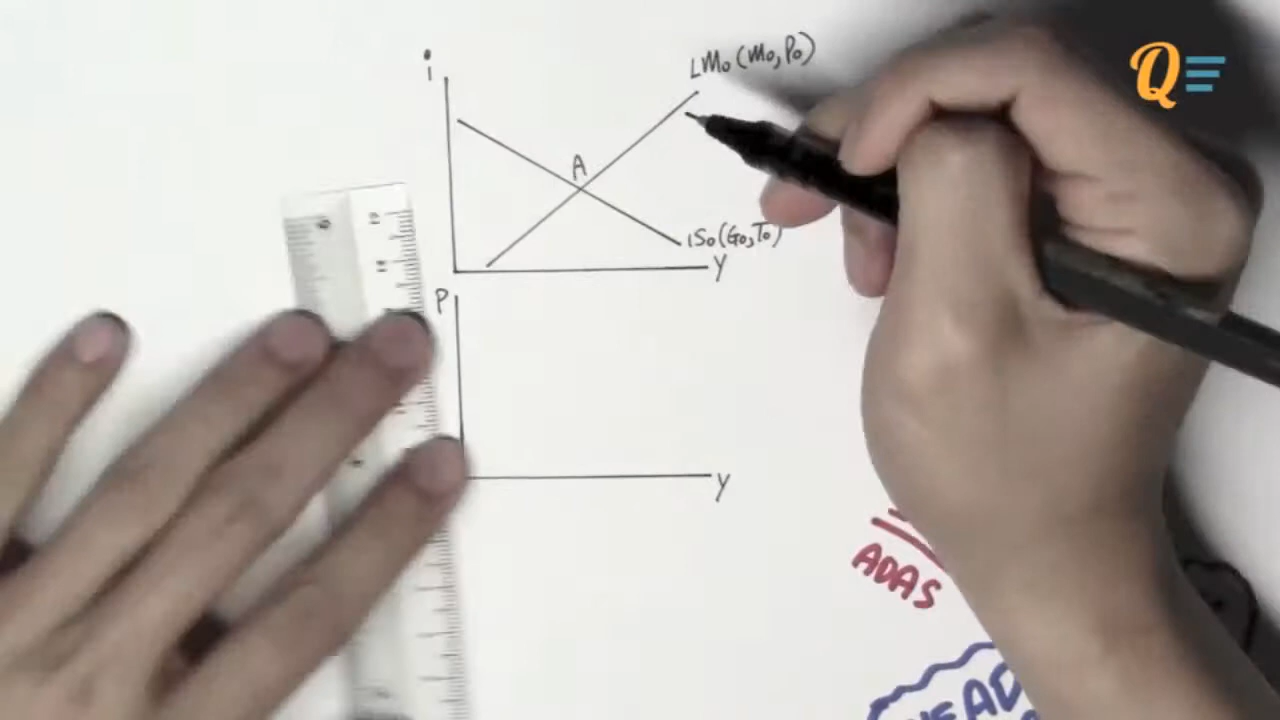 i
LM₀(M₀,P₀)
A
IS₀(G₀,T₀)
Y
P
Y
ADAS